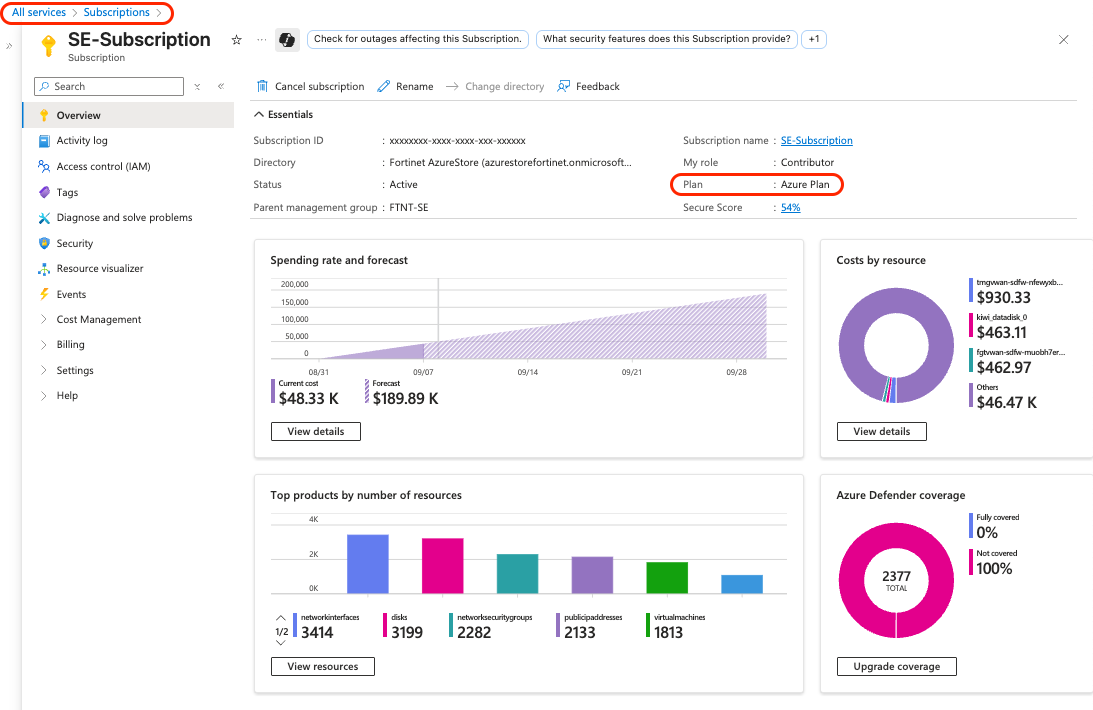 All services > Subscriptions >
SE-Subscription
Subscription
Check for outages affecting this Subscription.
What security features does this Subscription provide?
+1
Search
Overview
Activity log
Access control (IAM)
Tags
Diagnose and solve problems
Security
Resource visualizer
Events
Cost Management
Billing
Settings
Help
Cancel subscription
Rename
Change directory
Feedback
Essentials
Subscription ID : xxxxxxxx-xxxx-xxxx-xxx-xxxxxx
Directory : Fortinet AzureStore (azurestorefortinet.onmicrosoft...
Status : Active
Parent management group : FTNT-SE
Subscription name : SE-Subscription
My role : Contributor
Plan : Azure Plan
Secure Score : 54%
Spending rate and forecast
200,000
150,000
100,000
50,000
0
08/31 09/07 09/14 09/21 09/28
Current cost
$48.33 K
Forecast
$189.89 K
View details
Costs by resource
tmgvwan-sdfw-nfewyxb...
$930.33
kiwi_datadisk_0
$463.11
fgtvwan-sdfw-muobh7er...
$462.97
Others
$46.47 K
View details
Top products by number of resources
4K
2K
0K
1/2
networkinterfaces
3414
disks
3199
networksecuritygroups
2282
publicipaddresses
2133
virtualmachines
1813
View resources
Azure Defender coverage
2377
TOTAL
Fully covered
0%
Not covered
100%
Upgrade coverage